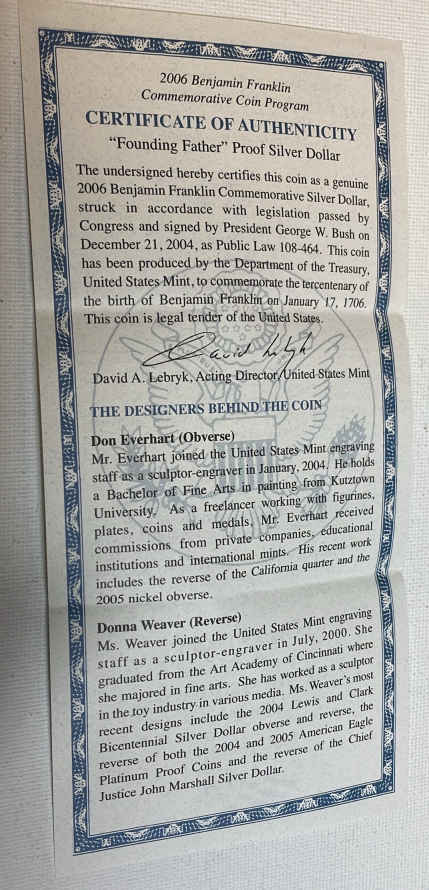 2006 Benjamin Franklin
Commemorative Coin Program
CERTIFICATE OF AUTHENTICITY
“Founding Father” Proof Silver Dollar
The undersigned hereby certifies this coin as a genuine
2006 Benjamin Franklin Commemorative Silver Dollar,
struck in accordance with legislation passed by
Congress and signed by President George W. Bush on
December 21, 2004, as Public Law 108-464. This coin
has been produced by the Department of the Treasury,
United States Mint, to commemorate the tercentenary of
the birth of Benjamin Franklin on January 17, 1706.
This coin is legal tender of the United States.
David Lebryk
David A. Lebryk, Acting Director, United States Mint
THE DESIGNERS BEHIND THE COIN
Don Everhart (Obverse)
Mr. Everhart joined the United States Mint engraving
staff as a sculptor-engraver in January, 2004. He holds
a Bachelor of Fine Arts in painting from Kutztown
University. As a freelancer working with figurines,
plates, coins and medals, Mr. Everhart received
commissions from private companies, educational
institutions and international mints. His recent work
includes the reverse of the California quarter and the
2005 nickel obverse.
Donna Weaver (Reverse)
Ms. Weaver joined the United States Mint engraving
staff as a sculptor-engraver in July, 2000. She
graduated from the Art Academy of Cincinnati where
she majored in fine arts. She has worked as a sculptor
in the toy industry in various media. Ms. Weaver’s most
recent designs include the 2004 Lewis and Clark
Bicentennial Silver Dollar obverse and reverse, the
reverse of both the 2004 and 2005 American Eagle
Platinum Proof Coins and the reverse of the Chief
Justice John Marshall Silver Dollar.